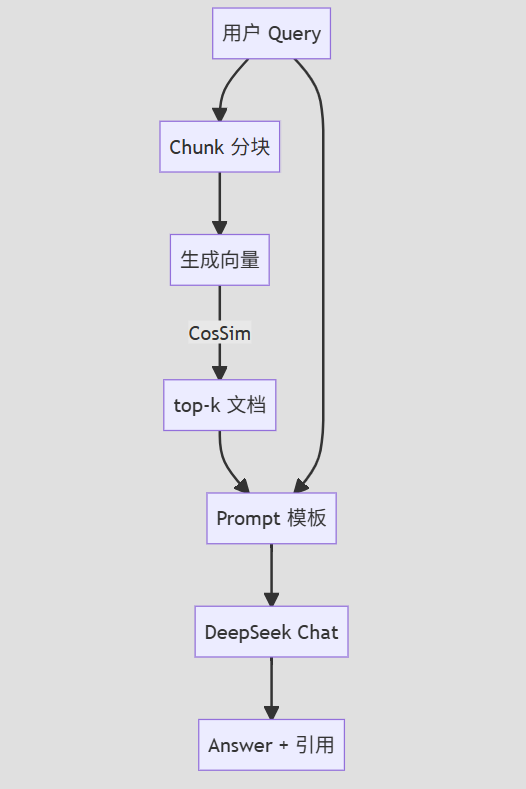 用户 Query
Chunk 分块
生成向量
CosSim
top-k 文档
Prompt 模板
DeepSeek Chat
Answer + 引用